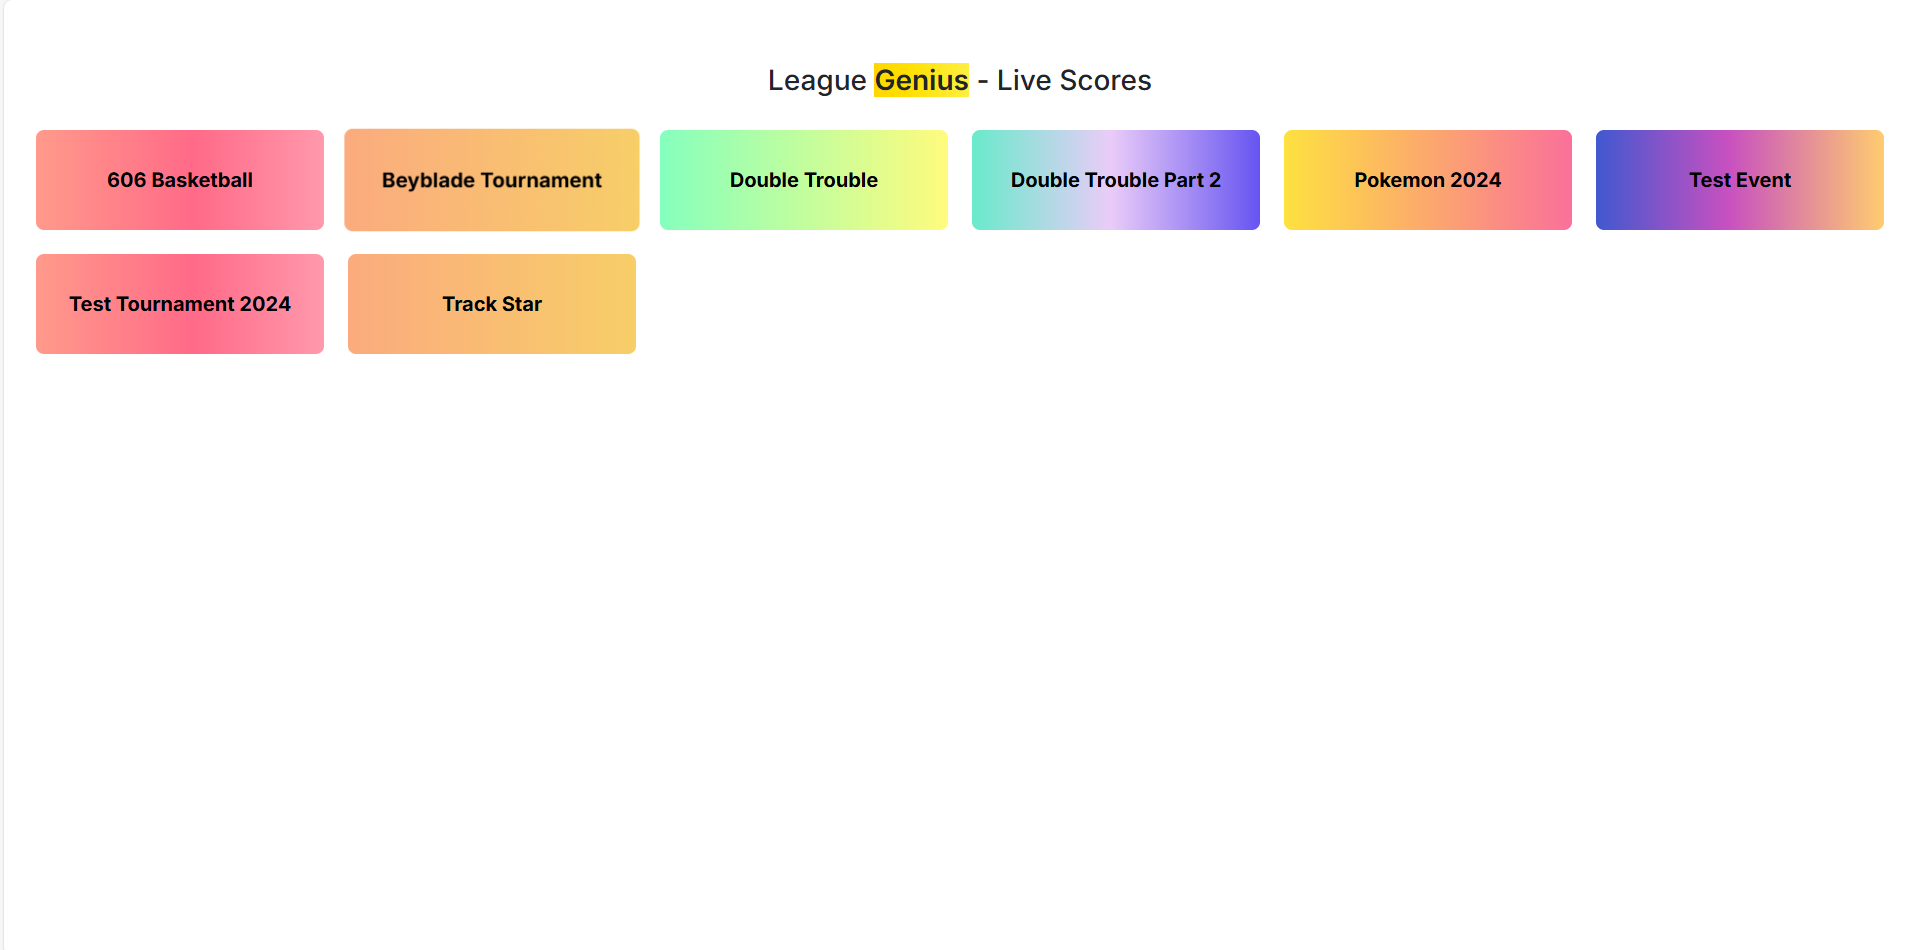 League Genius - Live Scores
606 Basketball
Beyblade Tournament
Double Trouble
Double Trouble Part 2
Pokemon 2024
Test Event
Test Tournament 2024
Track Star